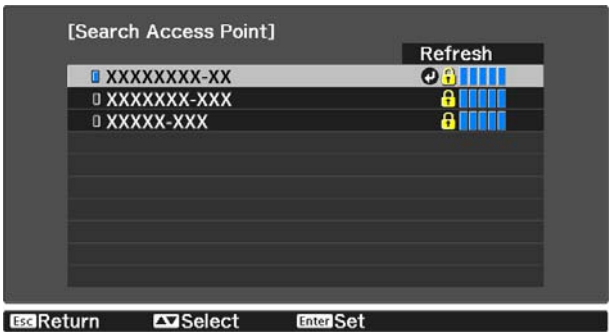 [Search Access Point]
Refresh
XXXXXXXX-XX
XXXXXXX-XXX
XXXXX-XXX
Esc Return Select Enter Set